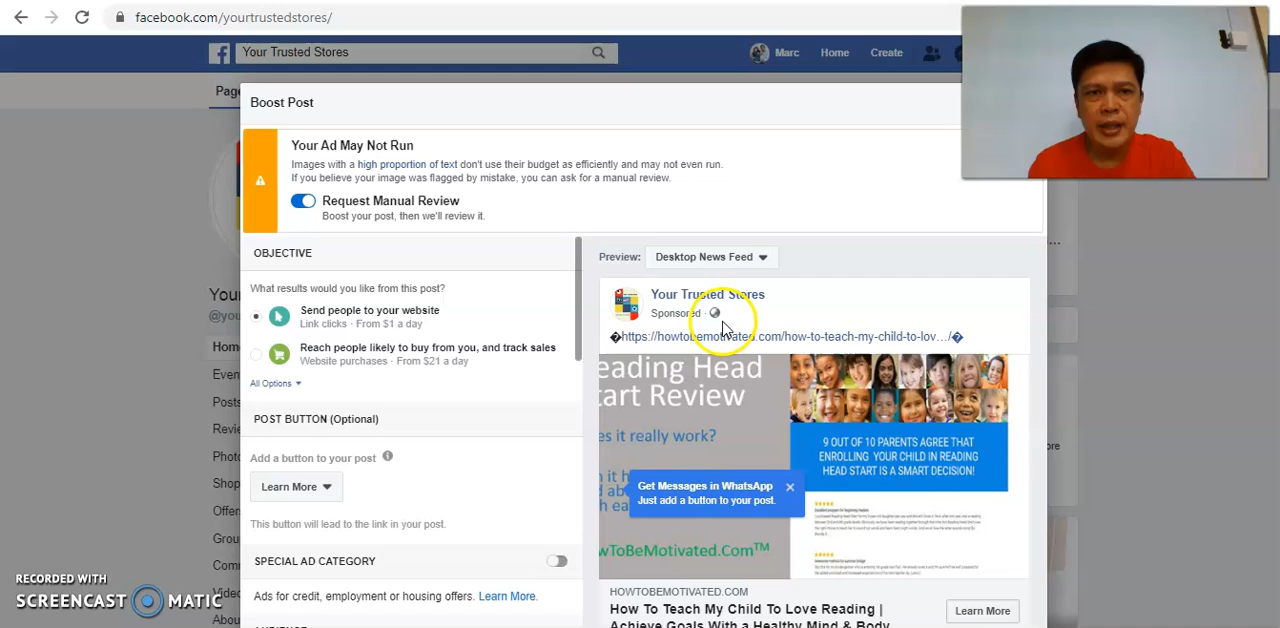 facebook.com/yourtrustedstores/
Your Trusted Stores
Marc Home Create
Boost Post
Your Ad May Not Run
Images with a high proportion of text don't use their budget as efficiently and may not even run.
If you believe your image was flagged by mistake, you can ask for a manual review.
Request Manual Review
Boost your post, then we'll review it.
OBJECTIVE
What results would you like from this post?
Send people to your website
Link clicks · From $1 a day
Reach people likely to buy from you, and track sales
Website purchases · From $21 a day
All Options
POST BUTTON (Optional)
Add a button to your post
Learn More
This button will lead to the link in your post.
SPECIAL AD CATEGORY
Ads for credit, employment or housing offers. Learn More.
Preview: Desktop News Feed
Your Trusted Stores
Sponsored ·
�https://howtobemotivated.com/how-to-teach-my-child-to-lov…/�
eading Head
tart Review
es it really work?
9 OUT OF 10 PARENTS AGREE THAT
ENROLLING YOUR CHILD IN READING
HEAD START IS A SMART DECISION!
Get Messages in WhatsApp
Just add a button to your post.
wToBeMotivated.Com™
HOWTOBEMOTIVATED.COM
How To Teach My Child To Love Reading |
Achieve Goals With a Healthy Mind & Body
Learn More
Home
Posts
Offer
RECORDED WITH
SCREENCAST MATIC